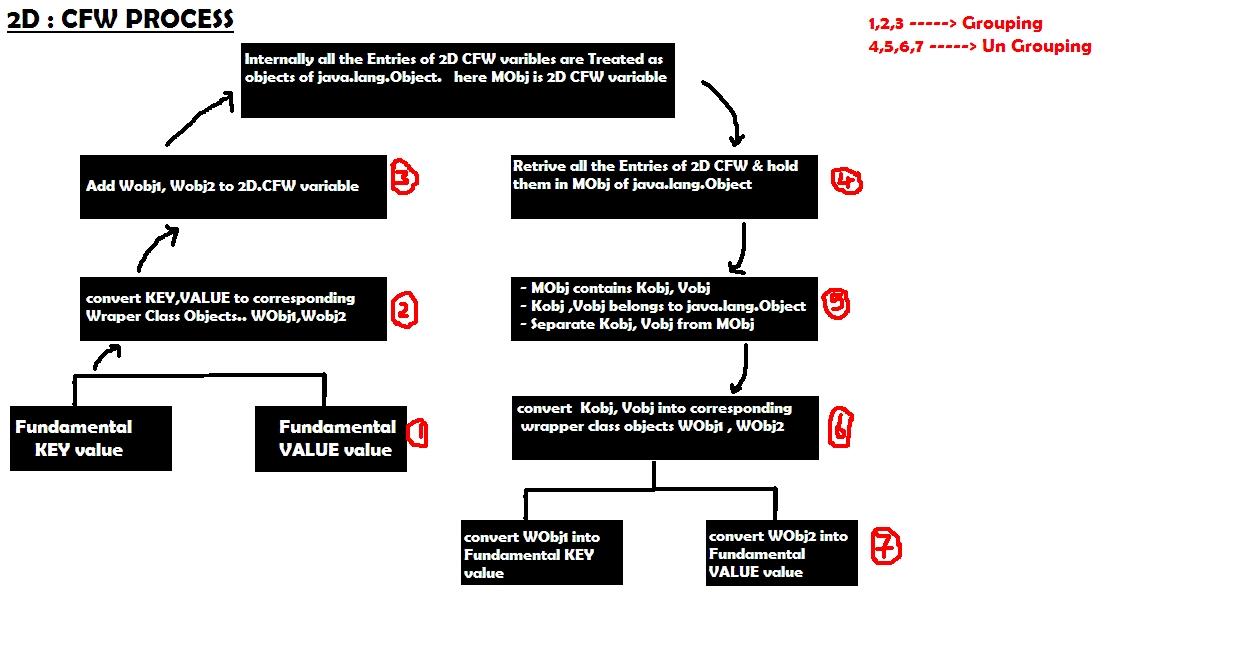 2D : CFW PROCESS
1,2,3 -----> Grouping
4,5,6,7 -----> Un Grouping
Internally all the Entries of 2D CFW varibles are Treated as
objects of java.lang.Object. here MObj is 2D CFW variable
Add Wobj1, Wobj2 to 2D.CFW variable
3
Retrive all the Entries of 2D CFW & hold
them in MObj of java.lang.Object
4
convert KEY,VALUE to corresponding
Wraper Class Objects.. WObj1,Wobj2
2
- MObj contains Kobj, Vobj
- Kobj ,Vobj belongs to java.lang.Object
- Separate Kobj, Vobj from MObj
5
Fundamental
KEY value
Fundamental
VALUE value
1
convert Kobj, Vobj into corresponding
wrapper class objects WObj1 , WObj2
6
convert WObj1 into
Fundamental KEY
value
convert WObj2 into
Fundamental
VALUE value
7